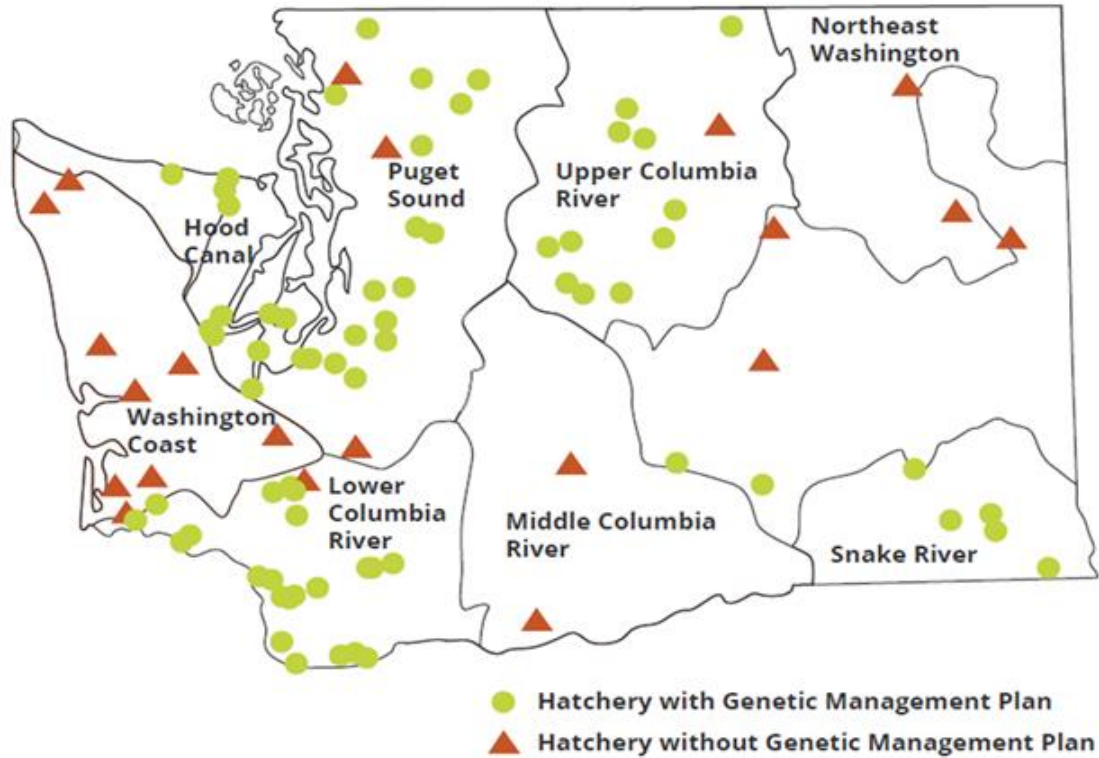 Northeast
Washington
Puget
Sound
Upper Columbia
River
Hood
Canal
Washington
Coast
Lower
Columbia
River
Middle Columbia
River
Snake River
Hatchery with Genetic Management Plan
Hatchery without Genetic Management Plan